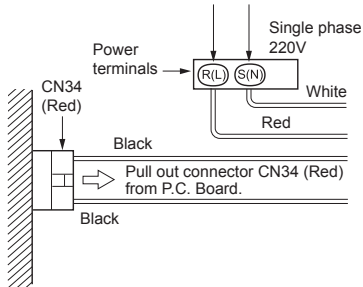 Single phase
220V
Power
terminals
R(L) S(N)
White
Red
CN34
(Red)
Black
Pull out connector CN34 (Red)
from P.C. Board.
Black